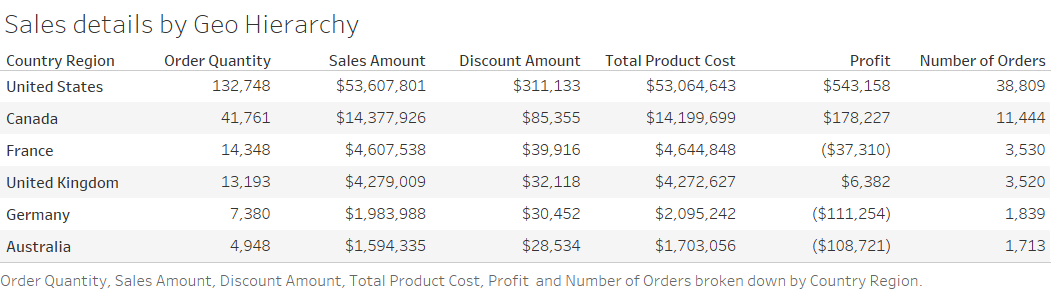 Sales details by Geo Hierarchy
Country Region Order Quantity Sales Amount Discount Amount Total Product Cost Profit Number of Orders
United States 132,748 $53,607,801 $311,133 $53,064,643 $543,158 38,809
Canada 41,761 $14,377,926 $85,355 $14,199,699 $178,227 11,444
France 14,348 $4,607,538 $39,916 $4,644,848 ($37,310) 3,530
United Kingdom 13,193 $4,279,009 $32,118 $4,272,627 $6,382 3,520
Germany 7,380 $1,983,988 $30,452 $2,095,242 ($111,254) 1,839
Australia 4,948 $1,594,335 $28,534 $1,703,056 ($108,721) 1,713
Order Quantity, Sales Amount, Discount Amount, Total Product Cost, Profit and Number of Orders broken down by Country Region.